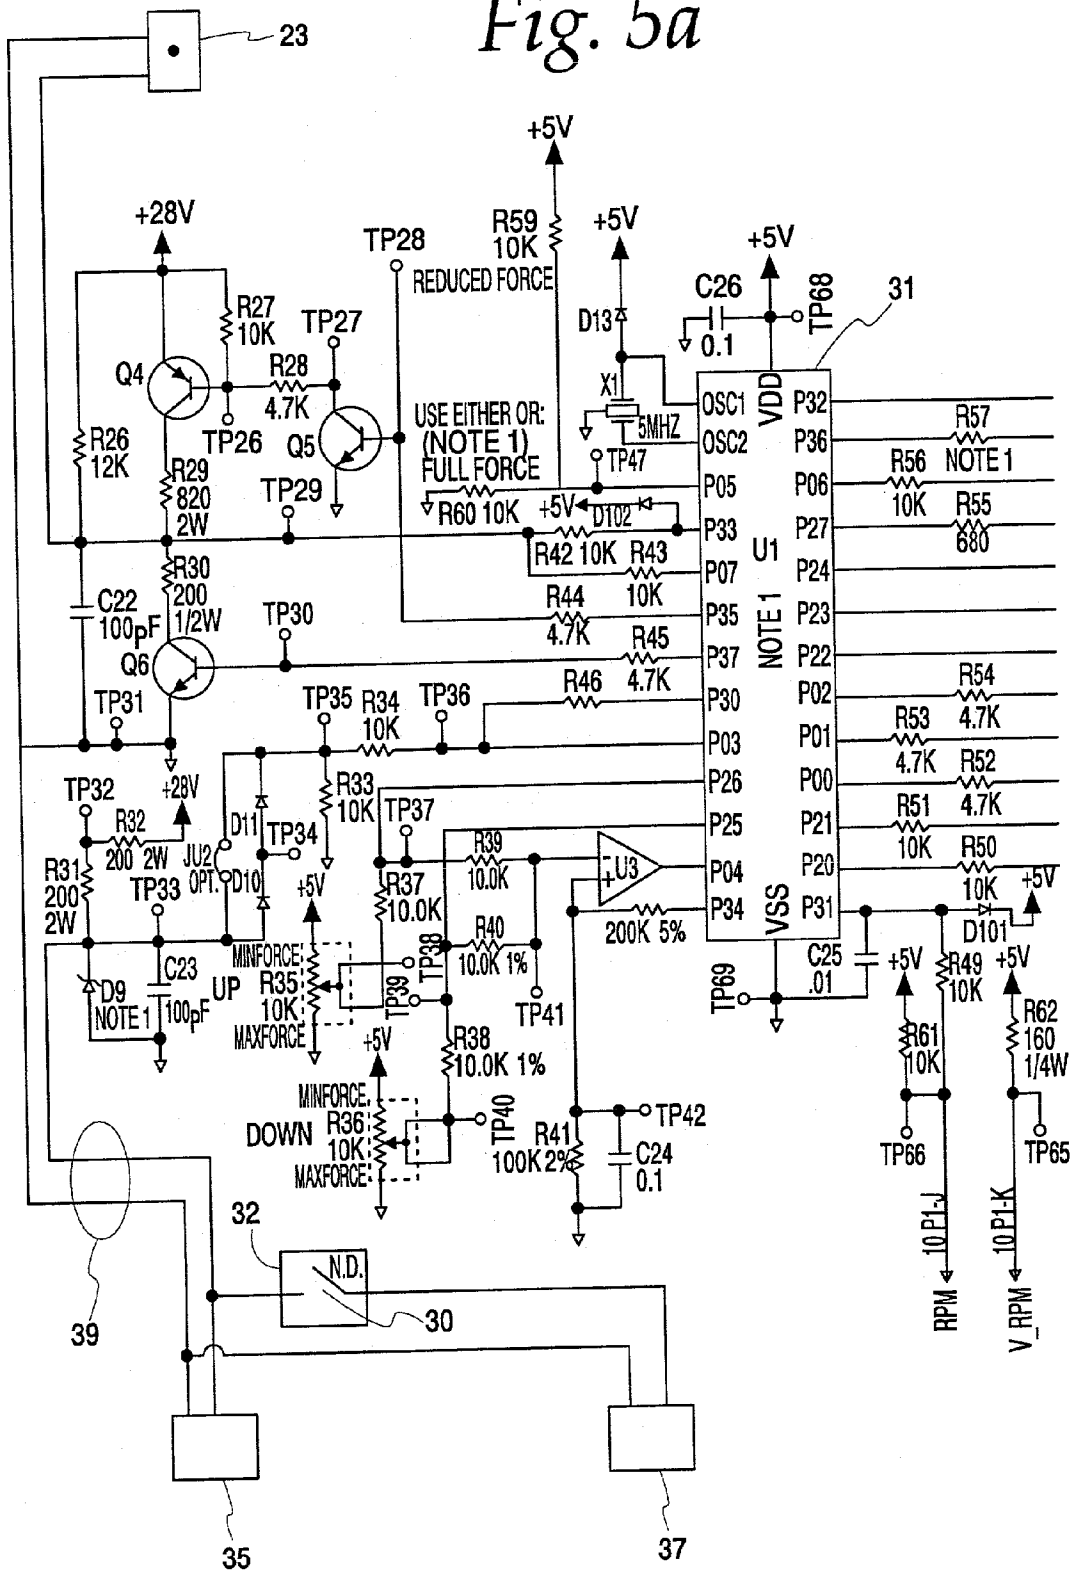 Fig. 5a
23
+5V
+28V
TP28
R59
10K
REDUCED FORCE
+5V
+5V
C26
0.1
TP68
31
R27
10K
TP27
D13
Q4
R28
4.7K
X1
5MHZ
OSC1
VDD
P32
R26
12K
TP26
Q5
USE EITHER OR:
(NOTE 1)
FULL FORCE
OSC2
P36
R57
NOTE 1
R29
820
2W
TP29
TP47
R60 10K
P05
P06
R56
10K
+5V
D102
R42 10K
P33
U1
NOTE 1
P27
R55
680
R30
200
1/2W
R43
10K
P07
P24
C22
100pF
TP30
R44
4.7K
P35
P23
Q6
R45
4.7K
P37
P22
TP31
TP35
R34
10K
TP36
R46
P30
P02
R54
4.7K
P03
P01
R53
4.7K
TP32
+28V
R32
200 2W
D11
R33
10K
P26
P00
R52
4.7K
R31
200
2W
JU2
OPT.
D10
TP34
TP37
R39
10.0K
P25
P21
R51
10K
TP33
+5V
R37
10.0K
-
+
U3
P04
P20
R50
10K
+5V
R40
10.0K 1%
200K 5%
P34
VSS
P31
D101
D9
NOTE 1
C23
100pF
UP
MINFORCE
R35
10K
MAXFORCE
TP38
TP39
TP41
TP69
C25
.01
+5V
R49
10K
+5V
+5V
R38
10.0K 1%
R61
10K
R62
160
1/4W
DOWN
MINFORCE
R36
10K
MAXFORCE
TP40
R41
100K 2%
TP42
C24
0.1
TP66
TP65
10 P1-J
10 P1-K
RPM
V_RPM
39
32
N.D.
30
35
37